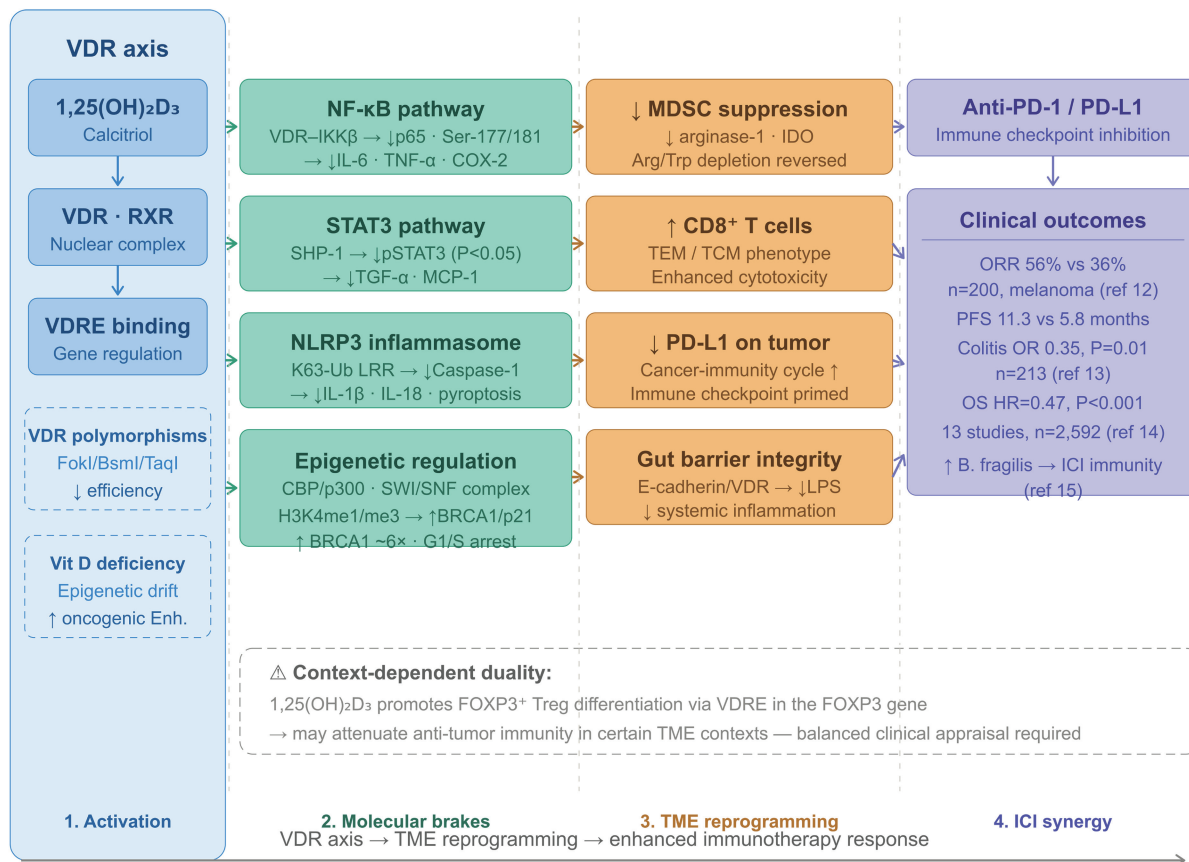 VDR axis
1,25(OH)₂D₃
Calcitriol
VDR · RXR
Nuclear complex
VDRE binding
Gene regulation
VDR polymorphisms
FokI/BsmI/TaqI
↓ efficiency
Vit D deficiency
Epigenetic drift
↑ oncogenic Enh.
1. Activation
NF-κB pathway
VDR–IKKβ → ↓p65 · Ser-177/181
→ ↓IL-6 · TNF-α · COX-2
STAT3 pathway
SHP-1 → ↓pSTAT3 (P<0.05)
→ ↓TGF-α · MCP-1
NLRP3 inflammasome
K63-Ub LRR → ↓Caspase-1
→ ↓IL-1β · IL-18 · pyroptosis
Epigenetic regulation
CBP/p300 · SWI/SNF complex
H3K4me1/me3 → ↑BRCA1/p21
↑ BRCA1 ~6× · G1/S arrest
↓ MDSC suppression
↓ arginase-1 · IDO
Arg/Trp depletion reversed
↑ CD8⁺ T cells
TEM / TCM phenotype
Enhanced cytotoxicity
↓ PD-L1 on tumor
Cancer-immunity cycle ↑
Immune checkpoint primed
Gut barrier integrity
E-cadherin/VDR → ↓LPS
↓ systemic inflammation
Anti-PD-1 / PD-L1
Immune checkpoint inhibition
Clinical outcomes
ORR 56% vs 36%
n=200, melanoma (ref 12)
PFS 11.3 vs 5.8 months
Colitis OR 0.35, P=0.01
n=213 (ref 13)
OS HR=0.47, P<0.001
13 studies, n=2,592 (ref 14)
↑ B. fragilis → ICI immunity
(ref 15)
⚠ Context-dependent duality:
1,25(OH)₂D₃ promotes FOXP3⁺ Treg differentiation via VDRE in the FOXP3 gene
→ may attenuate anti-tumor immunity in certain TME contexts — balanced clinical appraisal required
2. Molecular brakes
3. TME reprogramming
4. ICI synergy
VDR axis → TME reprogramming → enhanced immunotherapy response